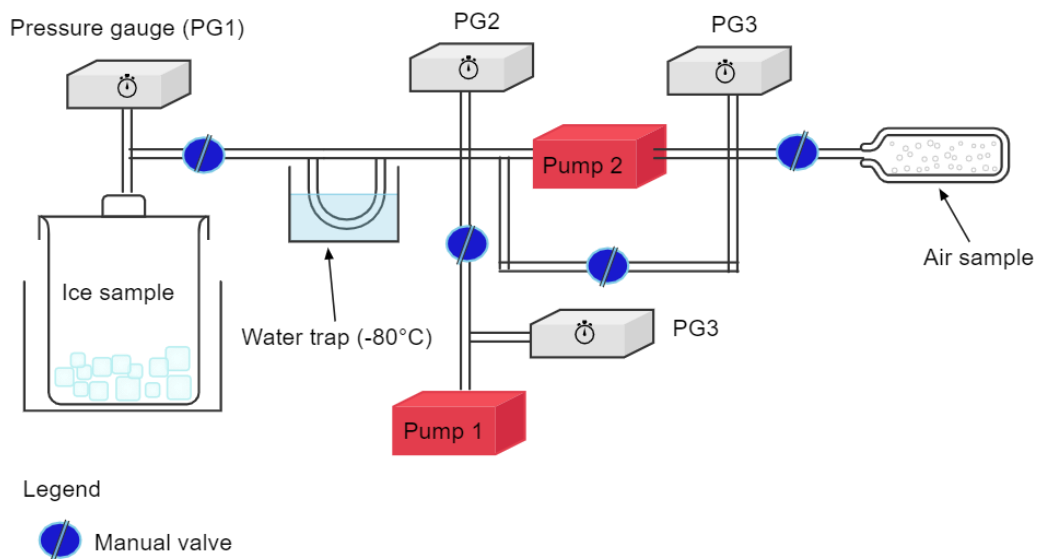 Pressure gauge (PG1)
PG2
PG3
Pump 2
Ice sample
Water trap (-80°C)
Air sample
PG3
Pump 1
Legend
Manual valve